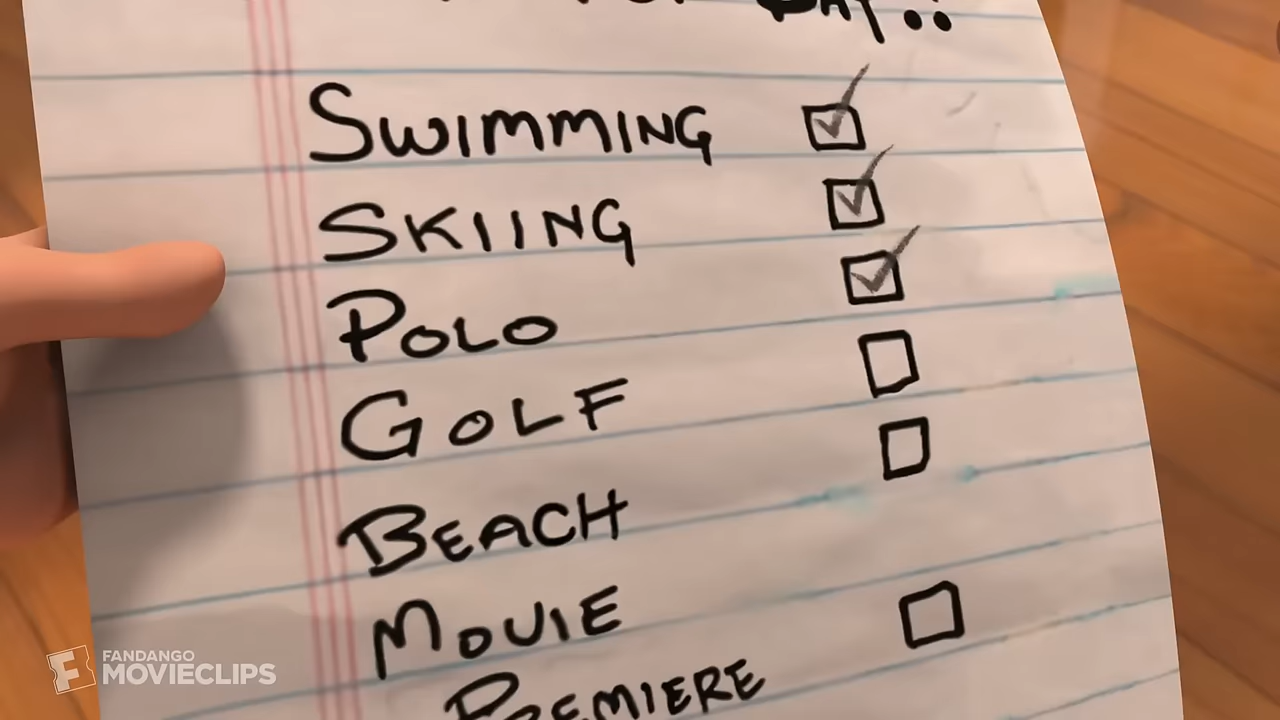 SWIMMING
SKIING
POLO
GOLF
BEACH
MOVIE
PREMIERE
FANDANGO
MOVIECLIPS